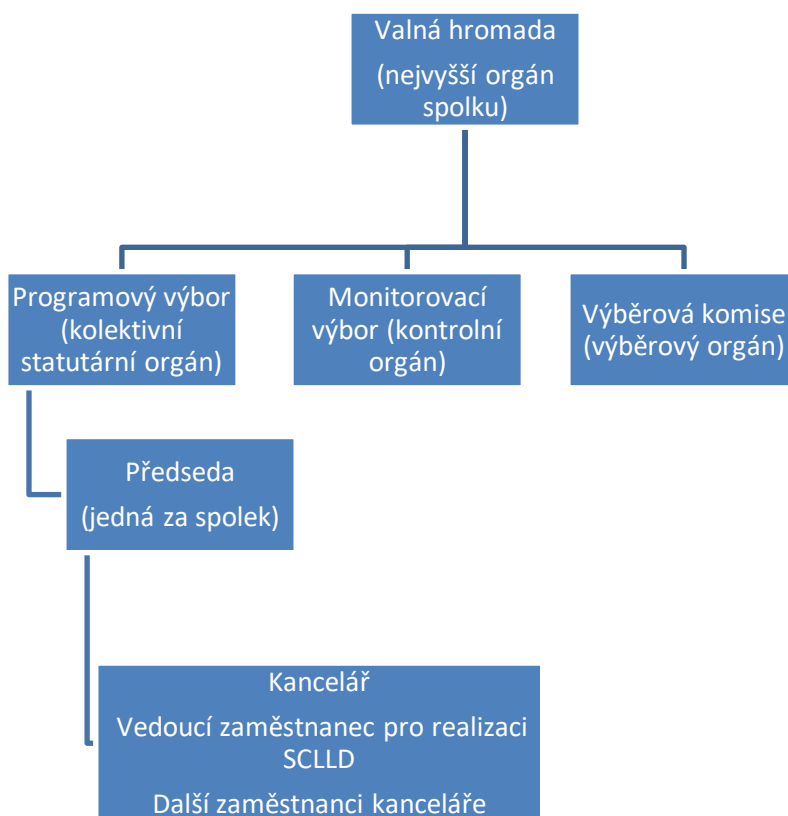 Valná hromada
(nejvyšší orgán
spolku)
Programový výbor
(kolektivní
statutární orgán)
Monitorovací
výbor (kontrolní
orgán)
Výběrová komise
(výběrový orgán)
Předseda
(jedná za spolek)
Kancelář
Vedoucí zaměstnanec pro realizaci
SCLLD
Další zaměstnanci kanceláře